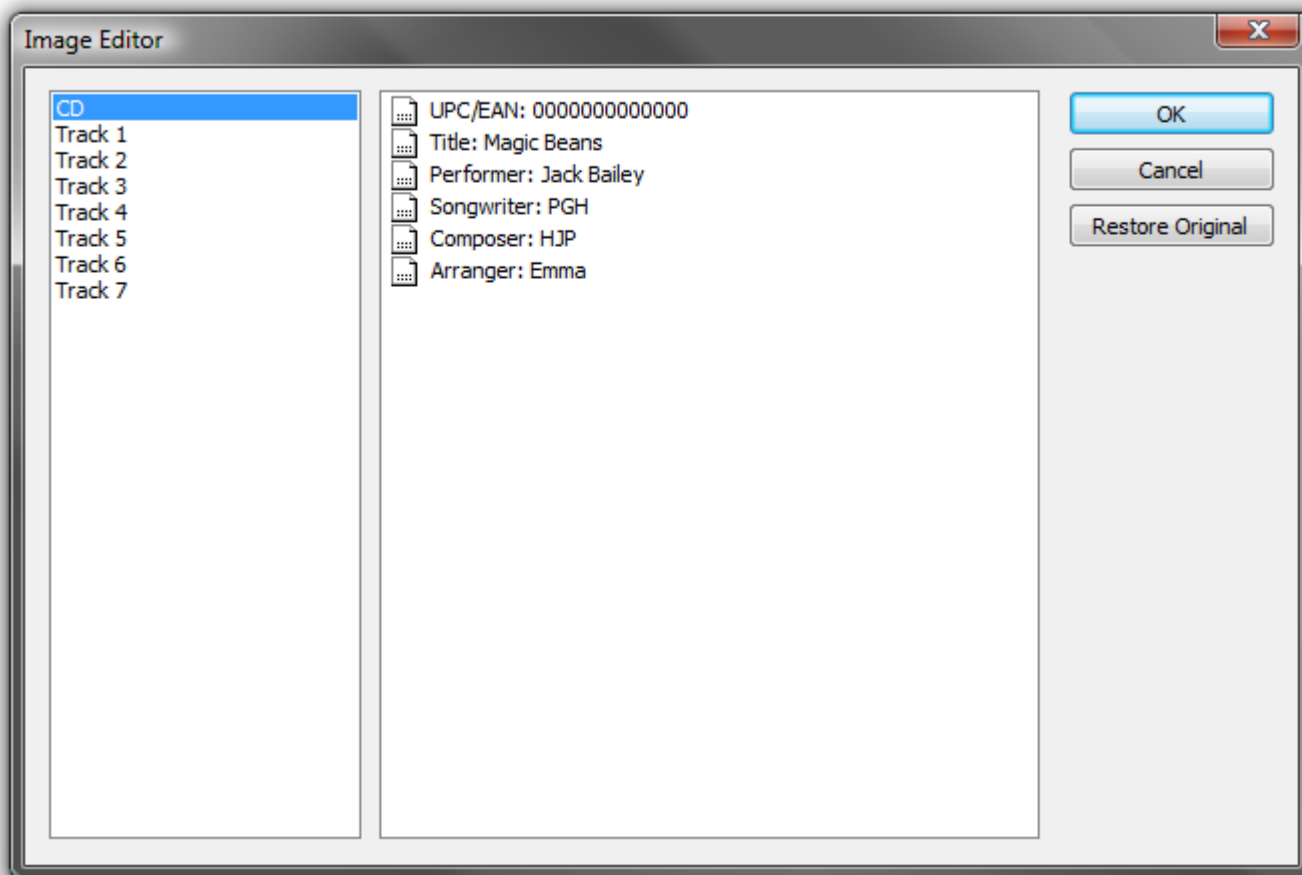 Image Editor
CD
Track 1
Track 2
Track 3
Track 4
Track 5
Track 6
Track 7
UPC/EAN: 0000000000000
Title: Magic Beans
Performer: Jack Bailey
Songwriter: PGH
Composer: HJP
Arranger: Emma
OK
Cancel
Restore Original